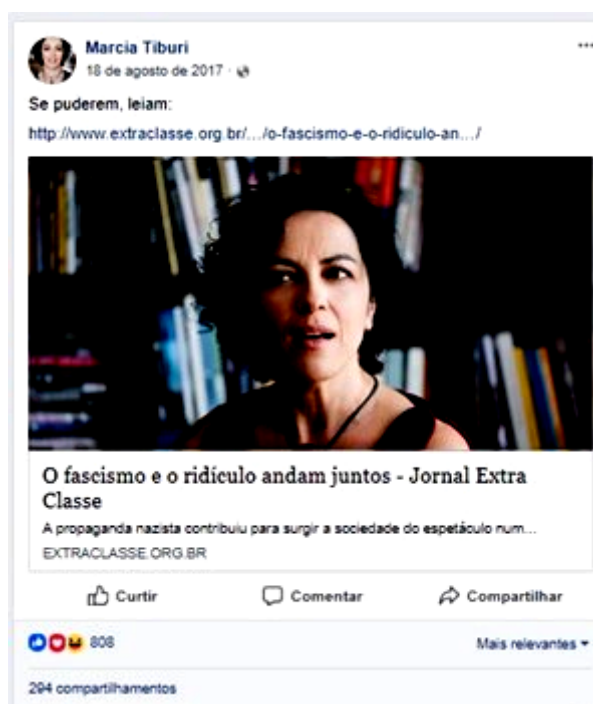 Marcia Tiburi
18 de agosto de 2017 ·
Se puderem, leiam:
http://www.extraclasse.org.br/.../o-fascismo-e-o-ridiculo-an.../
O fascismo e o ridículo andam juntos - Jornal Extra
Classe
A propaganda nazista contribuiu para surgir a sociedade do espetáculo num...
EXTRACLASSE.ORG.BR
Curtir Comentar Compartilhar
808 Mais relevantes
294 compartilhamentos